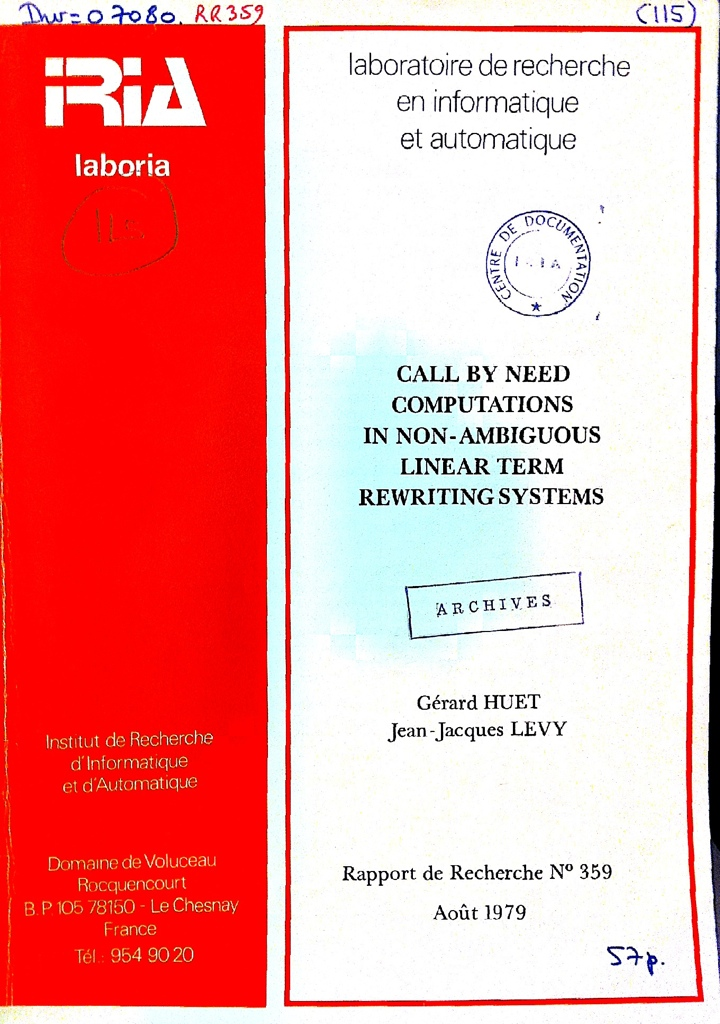 RR359
(115)
iRiA
laboria
laboratoire de recherche
en informatique
et automatique
CENTRE DE DOCUMENTATION
CALL BY NEED
COMPUTATIONS
IN NON-AMBIGUOUS
LINEAR TERM
REWRITING SYSTEMS
ARCHIVES
Gérard HUET
Jean-Jacques LEVY
Institut de Recherche
d'Informatique
et d'Automatique
Domaine de Voluceau
Rocquencourt
B.P. 105 78150 - Le Chesnay
France
Tél.: 954 90 20
Rapport de Recherche Nº 359
Août 1979
57p.